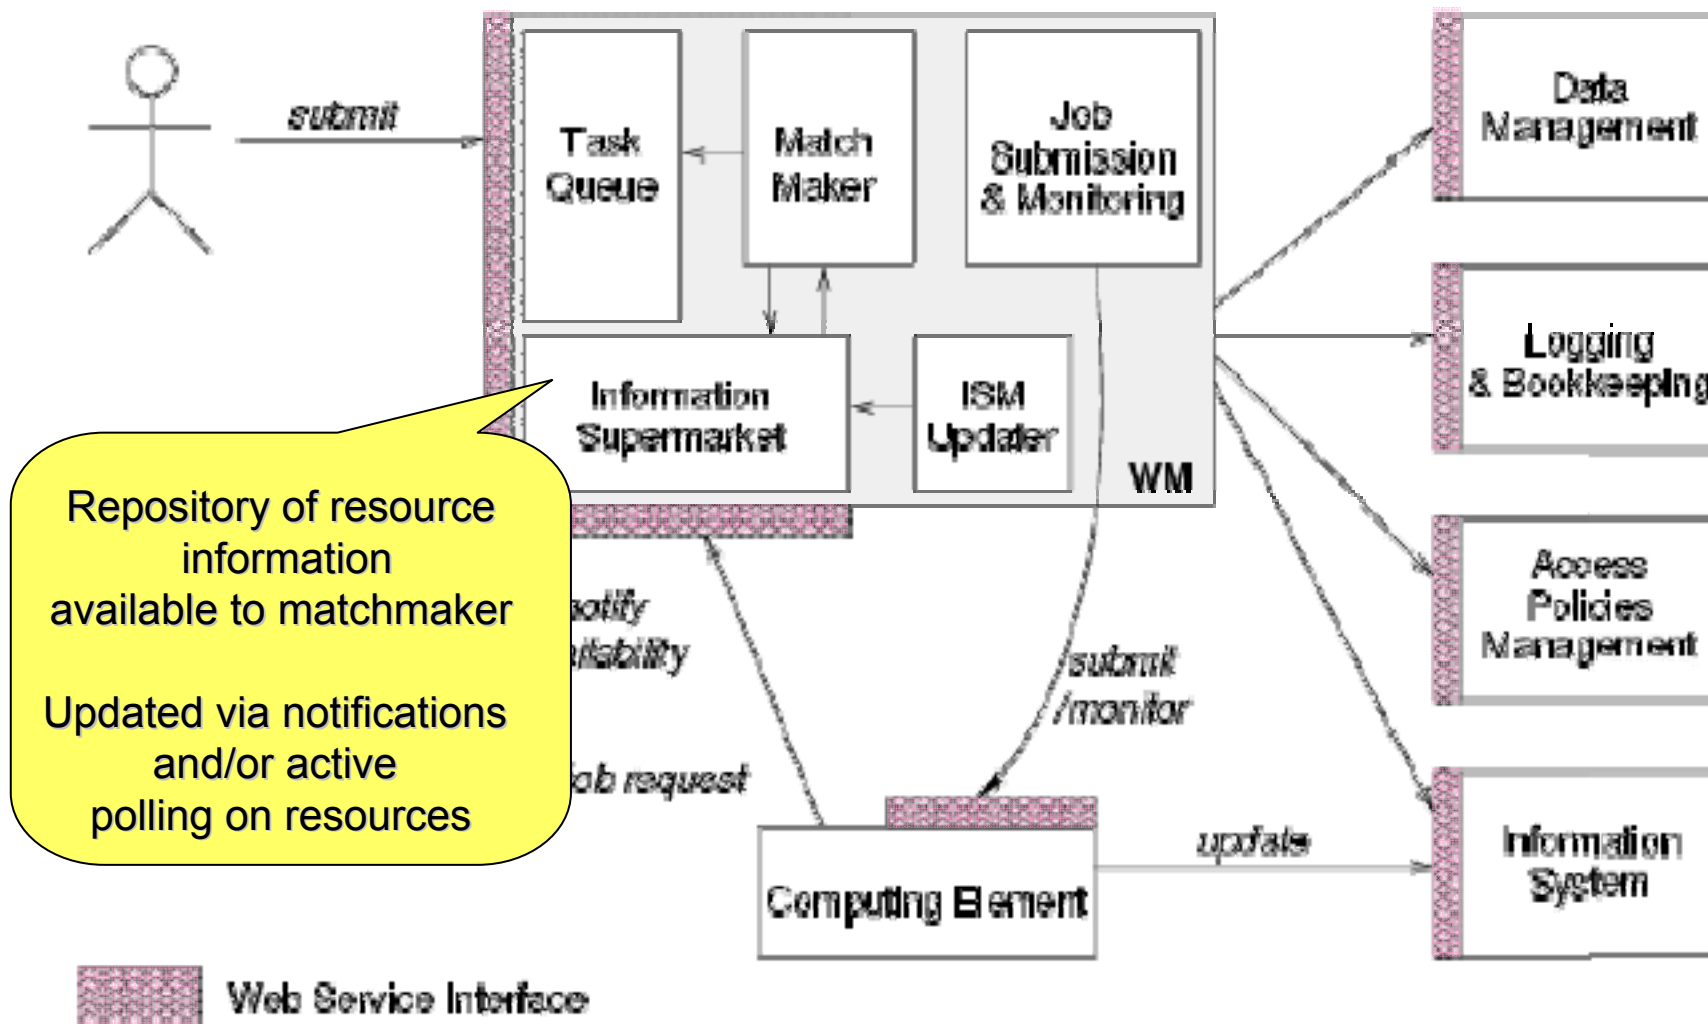 submit
Task
Queue
Match
Maker
Job
Submission
& Monitoring
Data
Management
Logging
& Bookkeeping
Information
Supermarket
ISM
Updater
WM
Repository of resource
information
available to matchmaker
Updated via notifications
and/or active
polling on resources
submit
/monitor
job request
Access
Policies
Management
update
Computing Element
Information
System
Web Service Interface